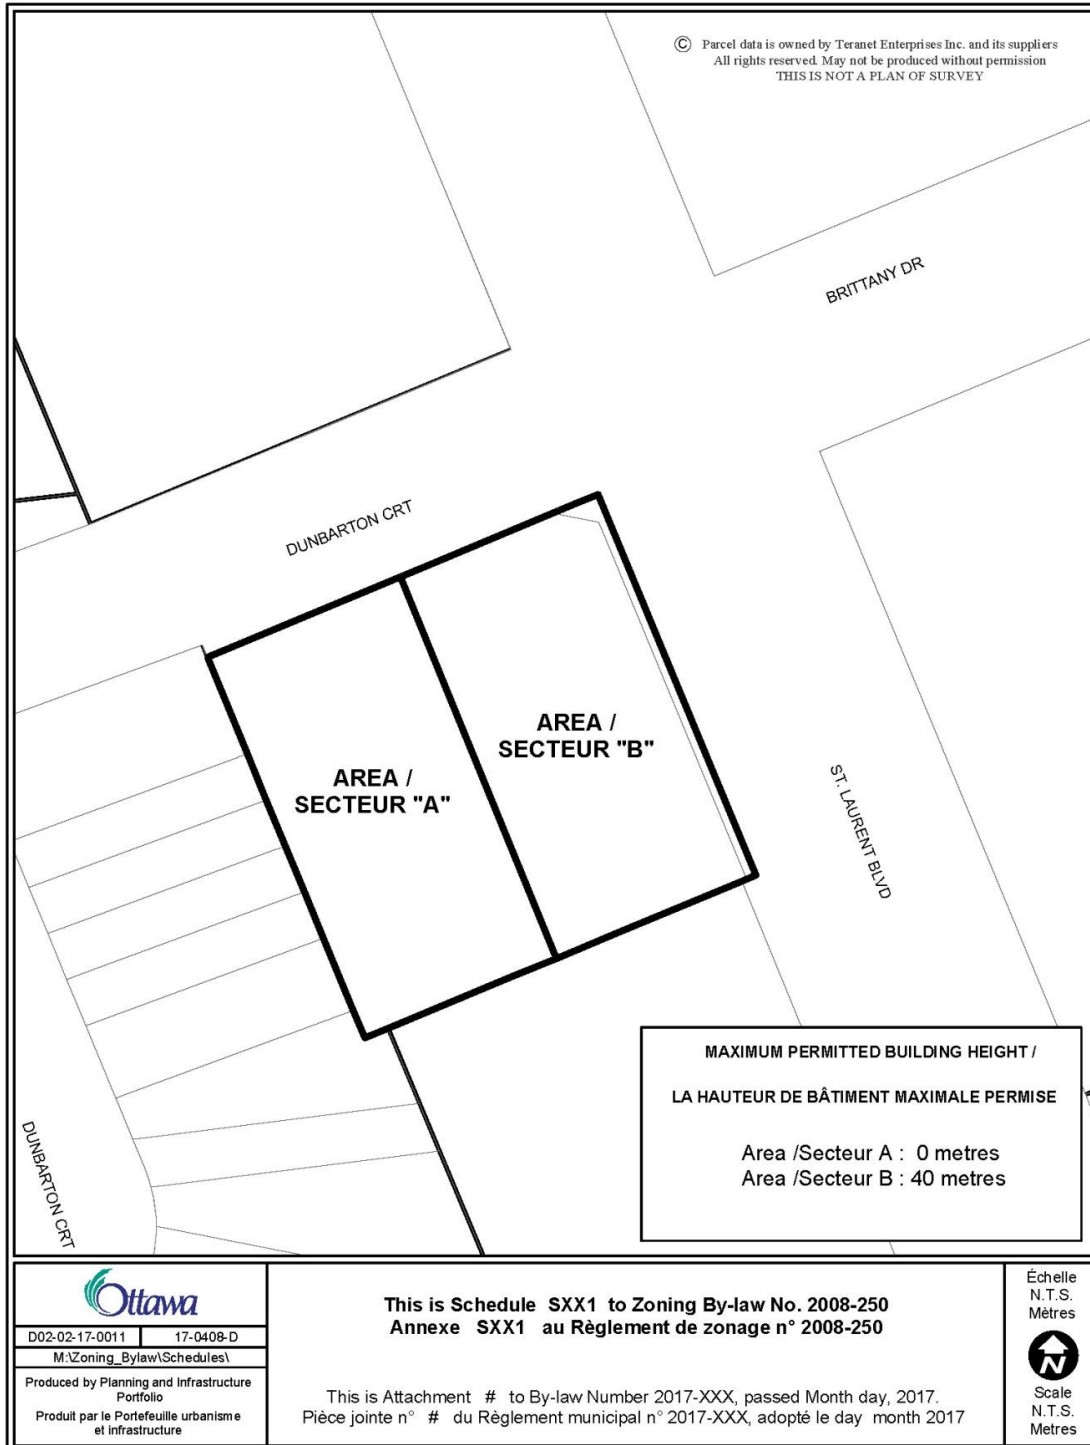 © Parcel data is owned by Teranet Enterprises Inc. and its suppliers
All rights reserved. May not be produced without permission
THIS IS NOT A PLAN OF SURVEY
BRITTANY DR
DUNBARTON CRT
AREA /
SECTEUR "B"
AREA /
SECTEUR "A"
ST. LAURENT BLVD
DUNBARTON CRT
MAXIMUM PERMITTED BUILDING HEIGHT /
LA HAUTEUR DE BÂTIMENT MAXIMALE PERMISE
Area /Secteur A : 0 metres
Area /Secteur B : 40 metres
Ottawa
D02-02-17-0011 17-0408-D
M:\Zoning_Bylaw\Schedules\
Produced by Planning and Infrastructure
Portfolio
Produit par le Portefeuille urbanisme
et infrastructure
This is Schedule SXX1 to Zoning By-law No. 2008-250
Annexe SXX1 au Règlement de zonage n° 2008-250
This is Attachment # to By-law Number 2017-XXX, passed Month day, 2017.
Pièce jointe n° # du Règlement municipal n° 2017-XXX, adopté le day month 2017
Échelle
N.T.S.
Mètres
N
Scale
N.T.S.
Metres